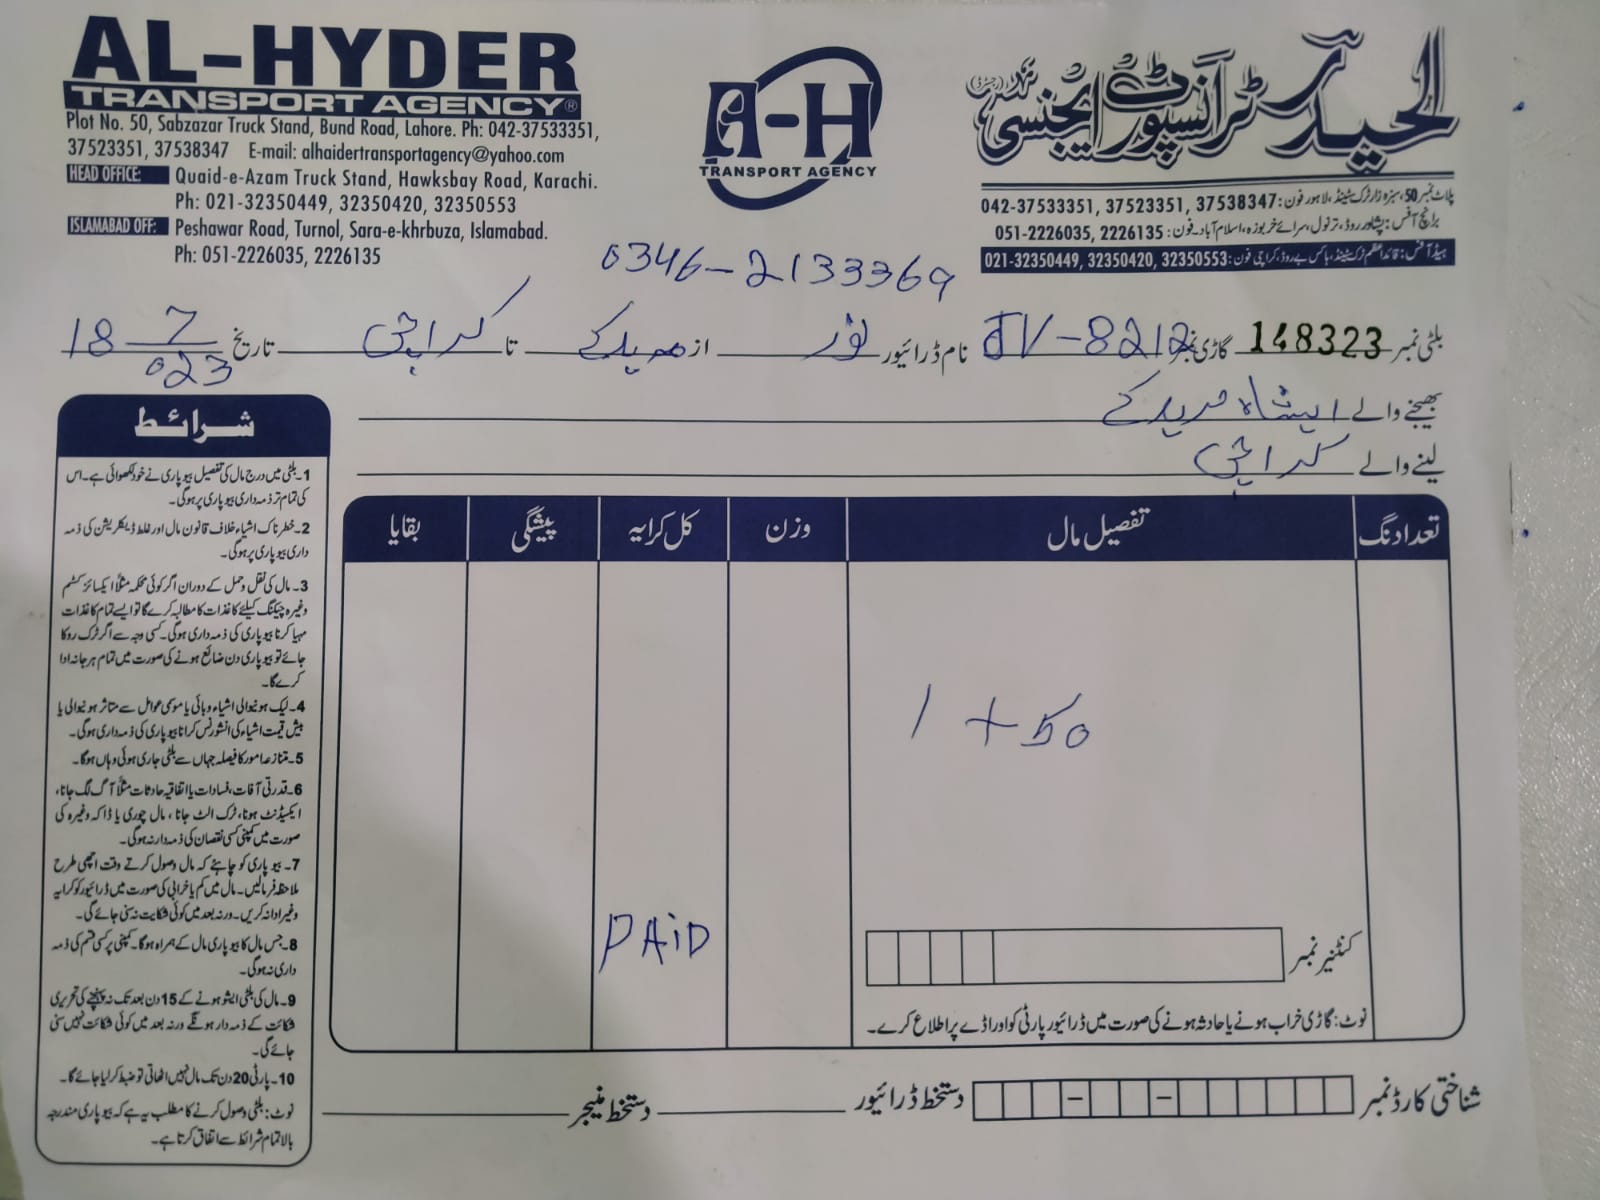 AL-HYDER
TRANSPORT AGENCY®
Plot No. 50, Sabzazar Truck Stand, Bund Road, Lahore. Ph: 042-37533351,
37523351, 37538347 E-mail: alhaidertransportagency@yahoo.com
HEAD OFFICE: Quaid-e-Azam Truck Stand, Hawksbay Road, Karachi.
Ph: 021-32350449, 32350420, 32350553
ISLAMABAD OFF: Peshawar Road, Turnol, Sara-e-khrbuza, Islamabad.
Ph: 051-2226035, 2226135
A-H
TRANSPORT AGENCY
الحیدر ٹرانسپورٹ ایجنسی
پلاٹ نمبر 50، سبزہ زار ٹرک سٹینڈ، لاہور فون: 042-37533351, 37523351, 37538347
برانچ آفس: پشاور روڈ، ترنول، سرائے خربوزہ، اسلام آباد۔ فون: 051-2226035, 2226135
ہیڈ آفس: قائداعظم ٹرک سٹینڈ، ہاکس بے روڈ، کراچی فون: 021-32350449, 32350420, 32350553
0346-2133369
بلٹی نمبر 148323 گاڑی نمبر JV-8212 نام ڈرائیور نور از مریدکے تا کراچی تاریخ 18 7 023
بھیجنے والے مریدکے
لینے والے کراچی
تعداد نگ تفصیل مال وزن کل کرایہ پیشگی بقایا
1 + 50
PAiD
کنٹینر نمبر
نوٹ: گاڑی خراب ہونے یا حادثہ ہونے کی صورت میں ڈرائیور پارٹی کو اور اڈے پر اطلاع کرے۔
شناختی کارڈ نمبر دستخط ڈرائیور دستخط منیجر
شرائط
1۔ بلٹی میں درج مال کی تفصیل بیوپاری نے خود لکھوائی ہے۔ اس
کی تمام تر ذمہ داری بیوپاری پر ہوگی۔
2۔ خطرناک اشیاء خلاف قانون مال اور غلط ڈیکلریشن کی ذمہ
داری بیوپاری پر ہوگی۔
3۔ مال کی نقل وحمل کے دوران اگر کوئی محکمہ مثلاً ایکسائز کسٹم
وغیرہ چیکنگ کیلئے کاغذات کا مطالبہ کرے گا تو ایسے تمام کاغذات
مہیا کرنا بیوپاری کی ذمہ داری ہوگی۔ کسی وجہ سے اگر ٹرک روکا
جائے تو بیوپاری دن ضائع ہونے کی صورت میں تمام ہرجانہ ادا
کرے گا۔
4۔ لیک ہونیوالی اشیاء وبائی یا موسمی عوامل سے متاثر ہونیوالی یا
بیش قیمت اشیاء کی انشورنس کرانا بیوپاری کی ذمہ داری ہوگی۔
5۔ متنازعہ امور کا فیصلہ جہاں سے بلٹی جاری ہوئی وہاں ہوگا۔
6۔ قدرتی آفات، فسادات یا اتفاقیہ حادثات مثلاً آگ لگ جانا،
ایکسیڈنٹ ہونا، ٹرک الٹ جانا، مال چوری یا ڈاکہ وغیرہ کی
صورت میں کمپنی کسی نقصان کی ذمہ دار نہ ہوگی۔
7۔ بیوپاری کو چاہئے کہ مال وصول کرتے وقت اچھی طرح
ملاحظہ فرمالیں۔ مال میں کم یا خرابی کی صورت میں ڈرائیور کو کرایہ
وغیرہ ادا نہ کریں۔ ورنہ بعد میں کوئی شکایت نہ سنی جائے گی۔
8۔ جس مال کا بیوپاری مال کے ہمراہ ہوگا۔ کمپنی پر کسی قسم کی ذمہ
داری نہ ہوگی۔
9۔ مال کی بلٹی ایشو ہونے کے 15 دن بعد تک نہ پہنچنے کی تحریری
شکائت کے ذمہ دار ہونگے ورنہ بعد میں کوئی شکائت نہیں سنی
جائے گی۔
10۔ پارٹی 20 دن تک مال نہیں اٹھاتی تو ضبط کرلیا جائے گا۔
نوٹ: بلٹی وصول کرنے کا مطلب یہ ہے کہ بیوپاری مندرجہ
بالا تمام شرائط سے اتفاق کرتا ہے۔